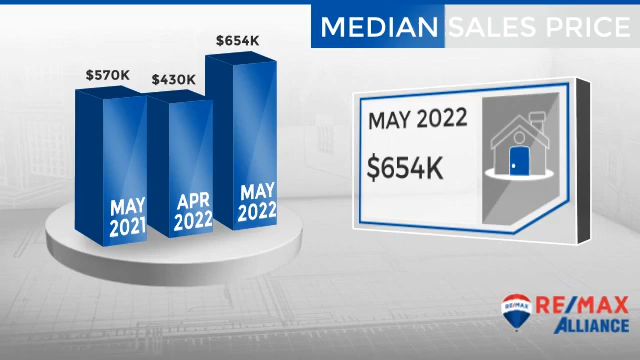 MEDIAN SALES PRICE
$570K
$430K
$654K
MAY
2021
APR
2022
MAY
2022
MAY 2022
$654K
RE/MAX
RE/MAX
ALLIANCE